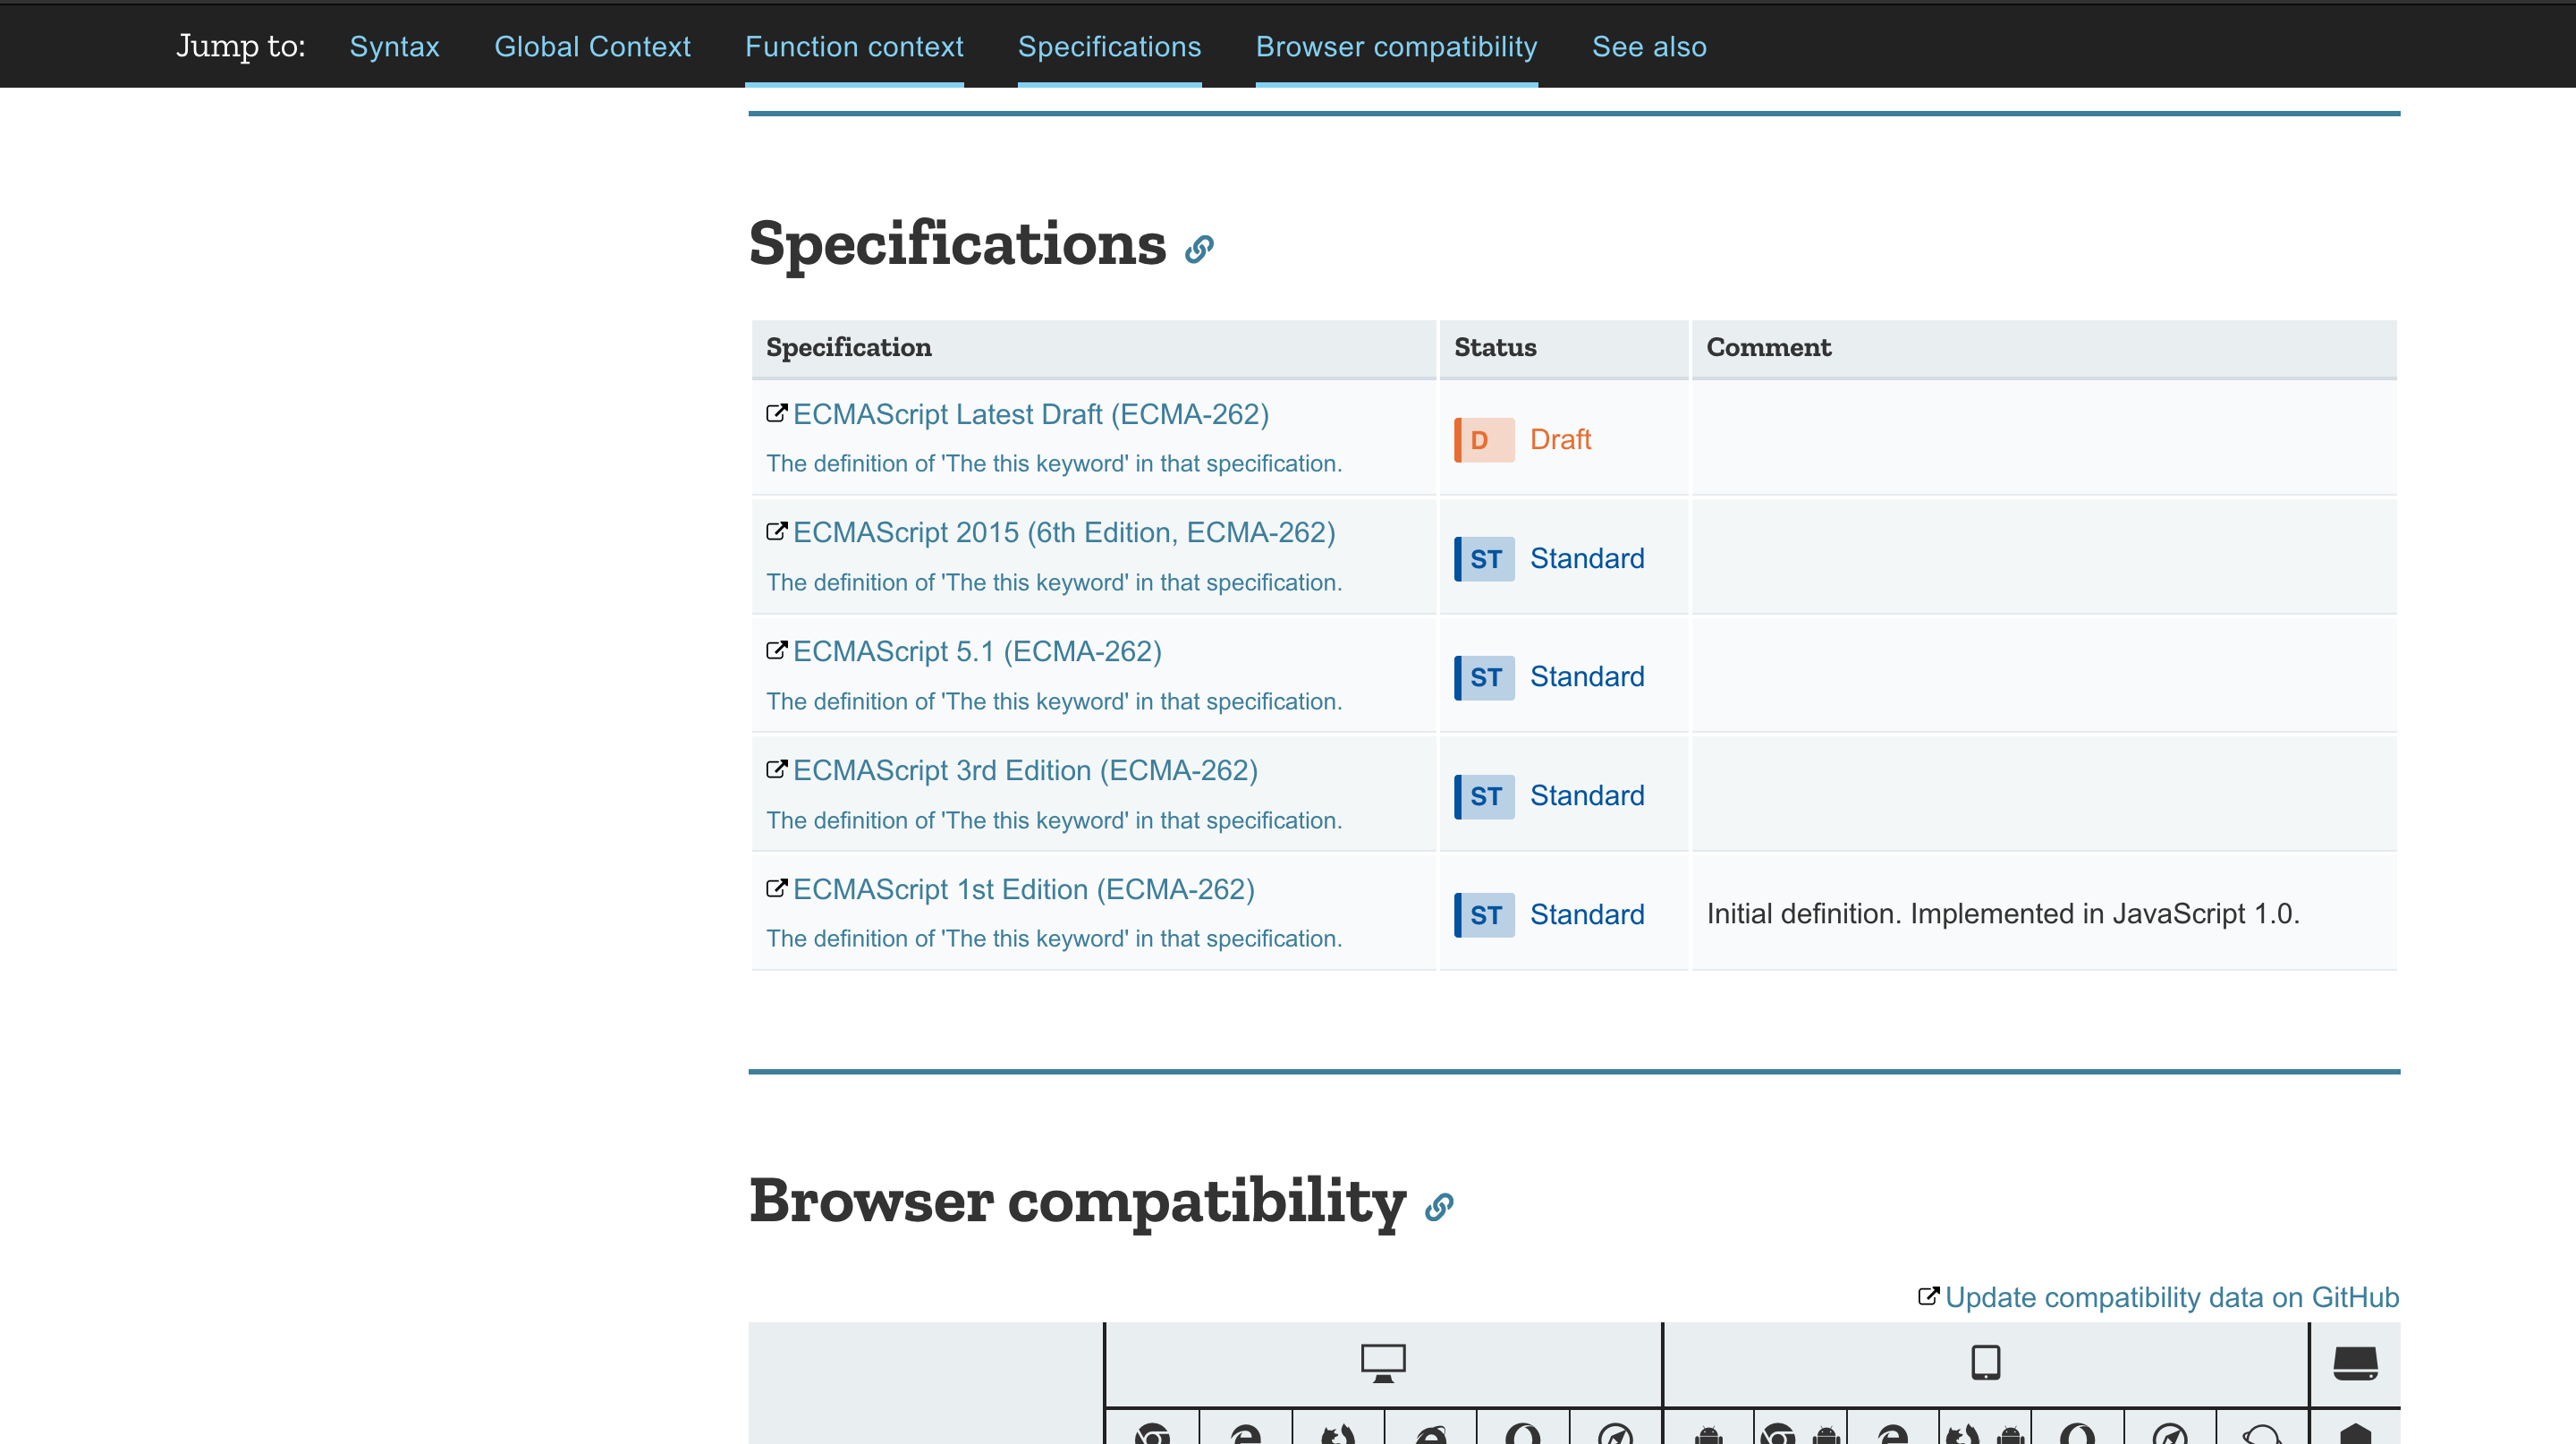 Jump to: Syntax Global Context Function context Specifications Browser compatibility See also
Specifications
Specification Status Comment
ECMAScript Latest Draft (ECMA-262)
The definition of 'The this keyword' in that specification.
D Draft
ECMAScript 2015 (6th Edition, ECMA-262)
The definition of 'The this keyword' in that specification.
ST Standard
ECMAScript 5.1 (ECMA-262)
The definition of 'The this keyword' in that specification.
ST Standard
ECMAScript 3rd Edition (ECMA-262)
The definition of 'The this keyword' in that specification.
ST Standard
ECMAScript 1st Edition (ECMA-262)
The definition of 'The this keyword' in that specification.
ST Standard
Initial definition. Implemented in JavaScript 1.0.
Browser compatibility
Update compatibility data on GitHub